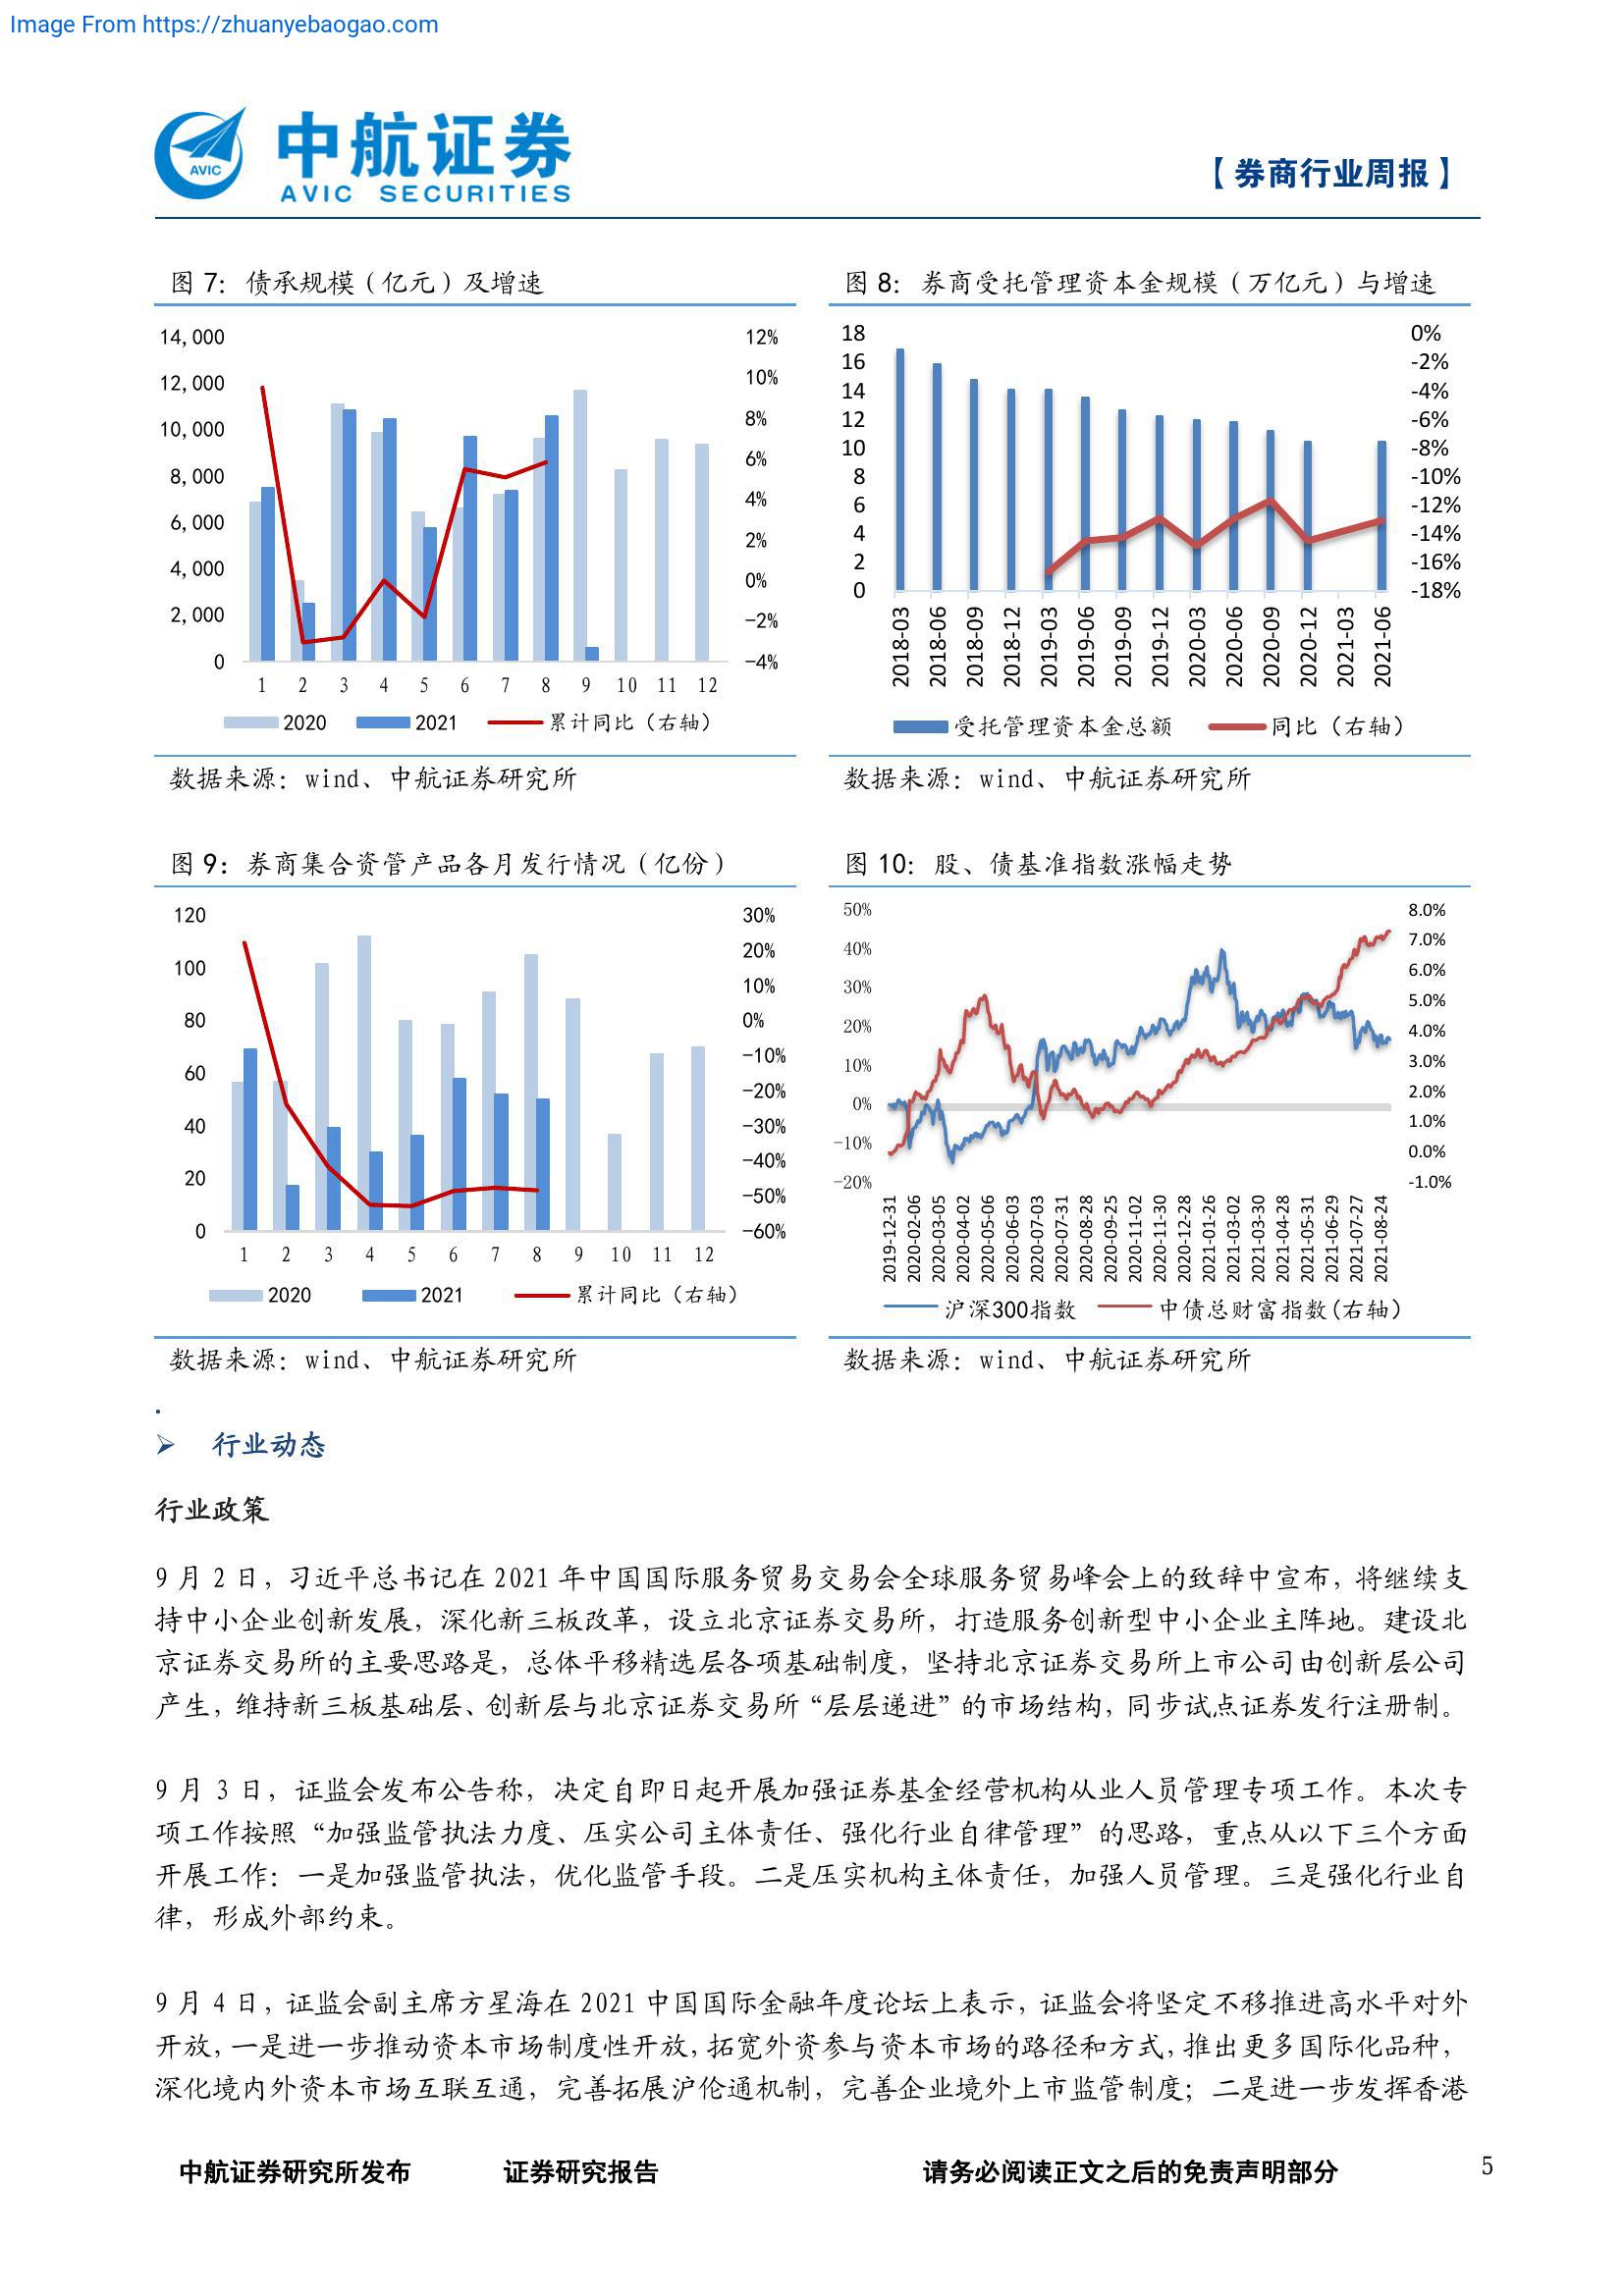 Image From https://zhuanyebaogao.com
AVIC
中航证券
AVIC SECURITIES
【券商行业周报】
图 7：债承规模（亿元）及增速
14,000
12,000
10,000
8,000
6,000
4,000
2,000
0
12%
10%
8%
6%
4%
2%
0%
-2%
-4%
1 2 3 4 5 6 7 8 9 10 11 12
2020 2021 累计同比（右轴）
数据来源：wind、中航证券研究所
图 8：券商受托管理资本金规模（万亿元）与增速
18
16
14
12
10
8
6
4
2
0
0%
-2%
-4%
-6%
-8%
-10%
-12%
-14%
-16%
-18%
2018-03 2018-06 2018-09 2018-12 2019-03 2019-06 2019-09 2019-12 2020-03 2020-06 2020-09 2020-12 2021-03 2021-06
受托管理资本金总额 同比（右轴）
数据来源：wind、中航证券研究所
图 9：券商集合资管产品各月发行情况（亿份）
120
100
80
60
40
20
0
30%
20%
10%
0%
-10%
-20%
-30%
-40%
-50%
-60%
1 2 3 4 5 6 7 8 9 10 11 12
2020 2021 累计同比（右轴）
数据来源：wind、中航证券研究所
图 10：股、债基准指数涨幅走势
50%
40%
30%
20%
10%
0%
-10%
-20%
8.0%
7.0%
6.0%
5.0%
4.0%
3.0%
2.0%
1.0%
0.0%
-1.0%
2019-12-31 2020-02-06 2020-03-05 2020-04-02 2020-05-06 2020-06-03 2020-07-03 2020-07-31 2020-08-28 2020-09-25 2020-11-02 2020-11-30 2020-12-28 2021-01-26 2021-03-02 2021-03-30 2021-04-28 2021-05-31 2021-06-29 2021-07-27 2021-08-24
沪深300指数 中债总财富指数(右轴）
数据来源：wind、中航证券研究所
.
➢ 行业动态
行业政策
9 月 2 日，习近平总书记在 2021 年中国国际服务贸易交易会全球服务贸易峰会上的致辞中宣布，将继续支
持中小企业创新发展，深化新三板改革，设立北京证券交易所，打造服务创新型中小企业主阵地。建设北
京证券交易所的主要思路是，总体平移精选层各项基础制度，坚持北京证券交易所上市公司由创新层公司
产生，维持新三板基础层、创新层与北京证券交易所“层层递进”的市场结构，同步试点证券发行注册制。
9 月 3 日，证监会发布公告称，决定自即日起开展加强证券基金经营机构从业人员管理专项工作。本次专
项工作按照“加强监管执法力度、压实公司主体责任、强化行业自律管理”的思路，重点从以下三个方面
开展工作：一是加强监管执法，优化监管手段。二是压实机构主体责任，加强人员管理。三是强化行业自
律，形成外部约束。
9 月 4 日，证监会副主席方星海在 2021 中国国际金融年度论坛上表示，证监会将坚定不移推进高水平对外
开放，一是进一步推动资本市场制度性开放，拓宽外资参与资本市场的路径和方式，推出更多国际化品种，
深化境内外资本市场互联互通，完善拓展沪伦通机制，完善企业境外上市监管制度；二是进一步发挥香港
中航证券研究所发布 证券研究报告 请务必阅读正文之后的免责声明部分 5